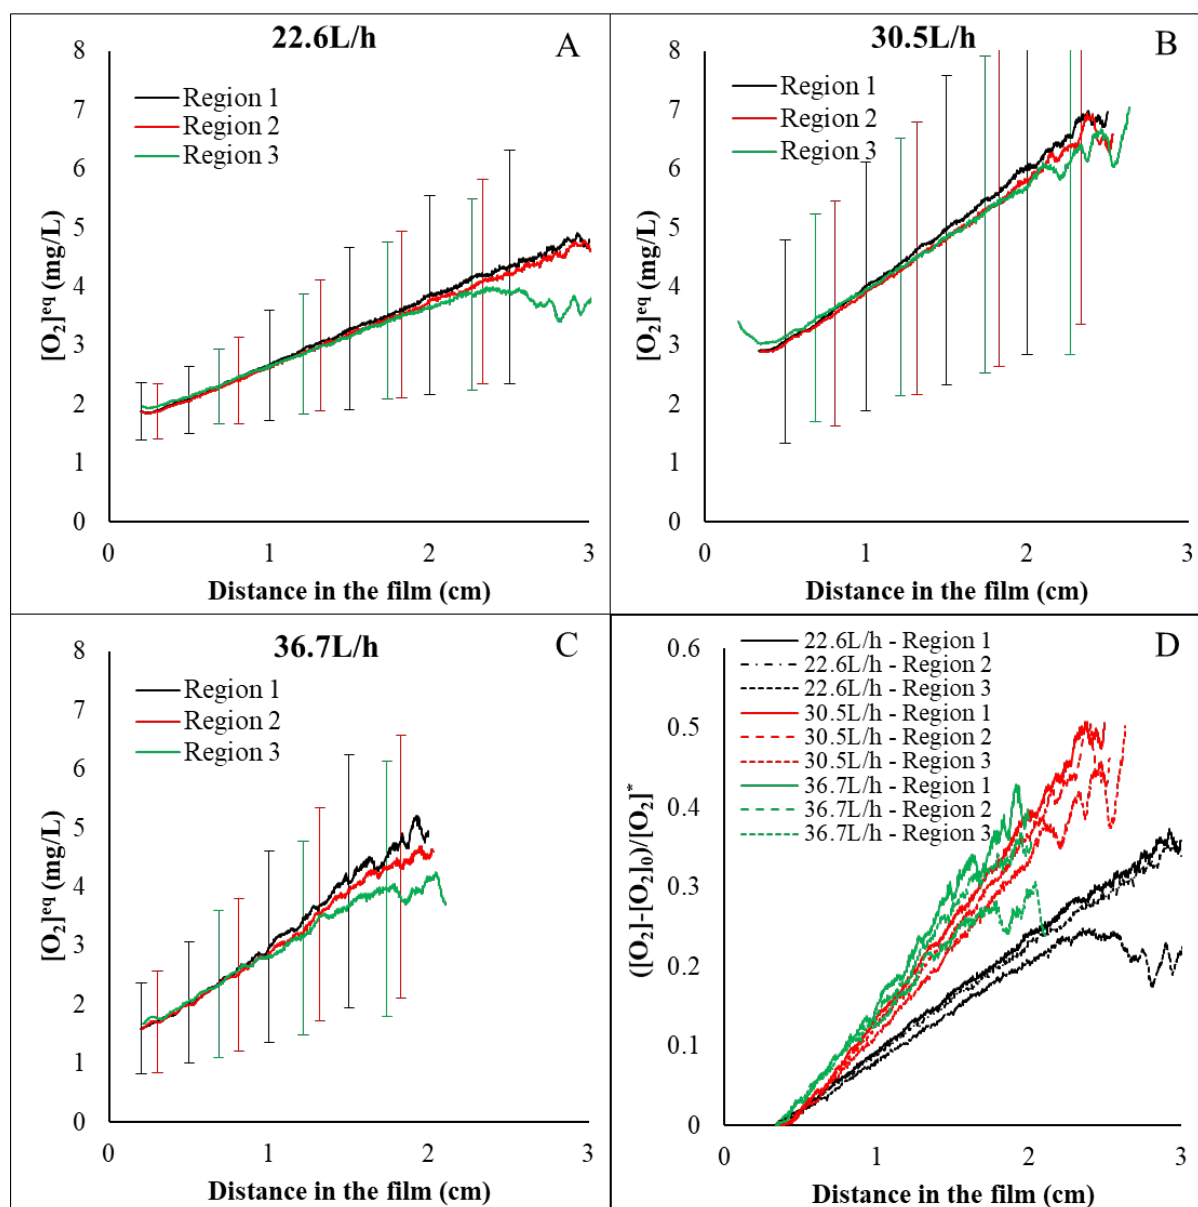 22.6L/h
A
[O₂]ᵉq (mg/L)
8
7
6
5
4
3
2
1
0
Region 1
Region 2
Region 3
0 1 2 3
Distance in the film (cm)
30.5L/h
B
[O₂]ᵉq (mg/L)
8
7
6
5
4
3
2
1
0
Region 1
Region 2
Region 3
0 1 2 3
Distance in the film (cm)
36.7L/h
C
[O₂]ᵉq (mg/L)
8
7
6
5
4
3
2
1
0
Region 1
Region 2
Region 3
0 1 2 3
Distance in the film (cm)
D
([O₂]-[O₂]₀)/[O₂]*
0.6
0.5
0.4
0.3
0.2
0.1
0
22.6L/h - Region 1
22.6L/h - Region 2
22.6L/h - Region 3
30.5L/h - Region 1
30.5L/h - Region 2
30.5L/h - Region 3
36.7L/h - Region 1
36.7L/h - Region 2
36.7L/h - Region 3
1 2 3
Distance in the film (cm)